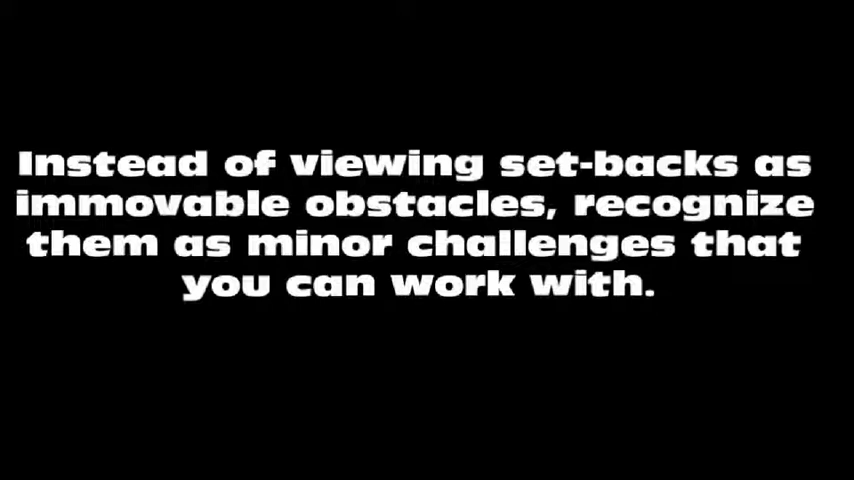 Instead of viewing set-backs as
immovable obstacles, recognize
them as minor challenges that
you can work with.